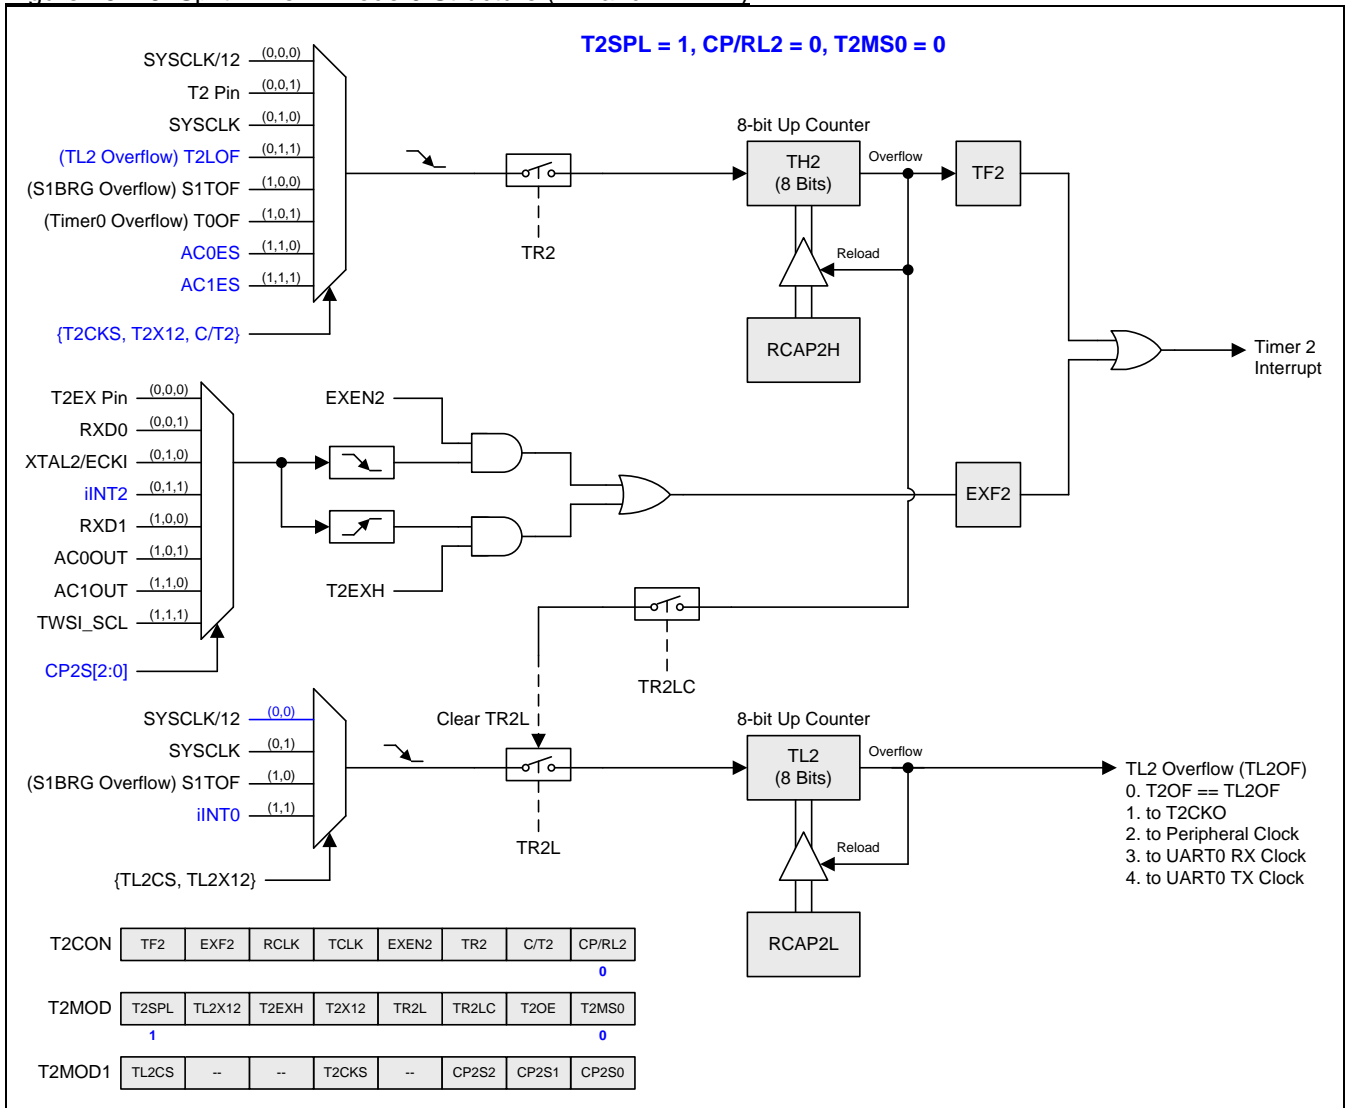 T2SPL = 1, CP/RL2 = 0, T2MS0 = 0
SYSCLK/12 (0,0,0)
T2 Pin (0,0,1)
SYSCLK (0,1,0)
(TL2 Overflow) T2LOF (0,1,1)
(S1BRG Overflow) S1TOF (1,0,0)
(Timer0 Overflow) T0OF (1,0,1)
AC0ES (1,1,0)
AC1ES (1,1,1)
{T2CKS, T2X12, C/T2}
TR2
8-bit Up Counter
TH2
(8 Bits)
Overflow
TF2
Reload
RCAP2H
Timer 2
Interrupt
T2EX Pin (0,0,0)
RXD0 (0,0,1)
XTAL2/ECKI (0,1,0)
iINT2 (0,1,1)
RXD1 (1,0,0)
AC0OUT (1,0,1)
AC1OUT (1,1,0)
TWSI_SCL (1,1,1)
CP2S[2:0]
EXEN2
T2EXH
EXF2
TR2LC
Clear TR2L
SYSCLK/12 (0,0)
SYSCLK (0,1)
(S1BRG Overflow) S1TOF (1,0)
iINT0 (1,1)
{TL2CS, TL2X12}
TR2L
8-bit Up Counter
TL2
(8 Bits)
Overflow
Reload
RCAP2L
TL2 Overflow (TL2OF)
0. T2OF == TL2OF
1. to T2CKO
2. to Peripheral Clock
3. to UART0 RX Clock
4. to UART0 TX Clock
T2CON TF2 EXF2 RCLK TCLK EXEN2 TR2 C/T2 CP/RL2
0
T2MOD T2SPL TL2X12 T2EXH T2X12 TR2L TR2LC T2OE T2MS0
1 0
T2MOD1 TL2CS -- -- T2CKS -- CP2S2 CP2S1 CP2S0